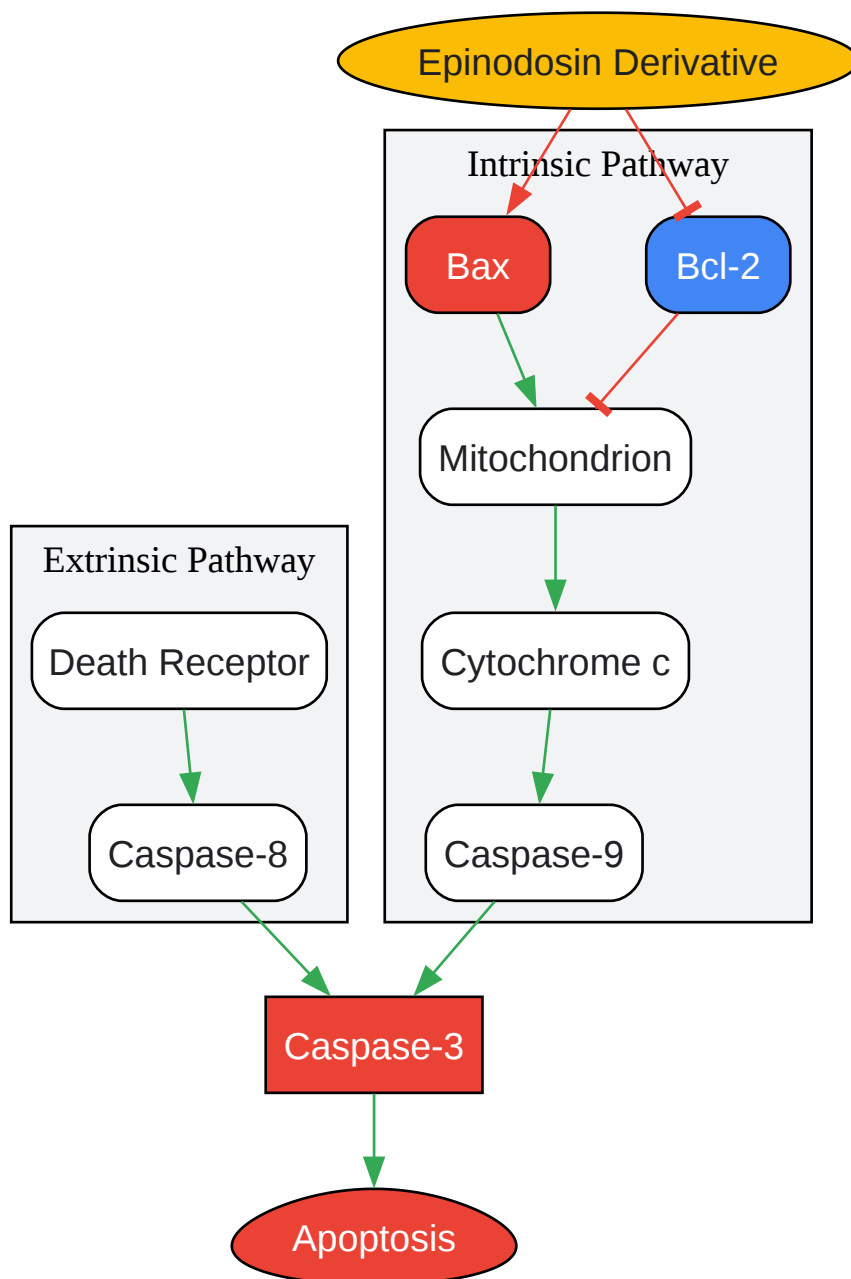 Epinodosin Derivative
Intrinsic Pathway
Bax
Bcl-2
Mitochondrion
Extrinsic Pathway
Death Receptor
Cytochrome c
Caspase-8
Caspase-9
Caspase-3
Apoptosis